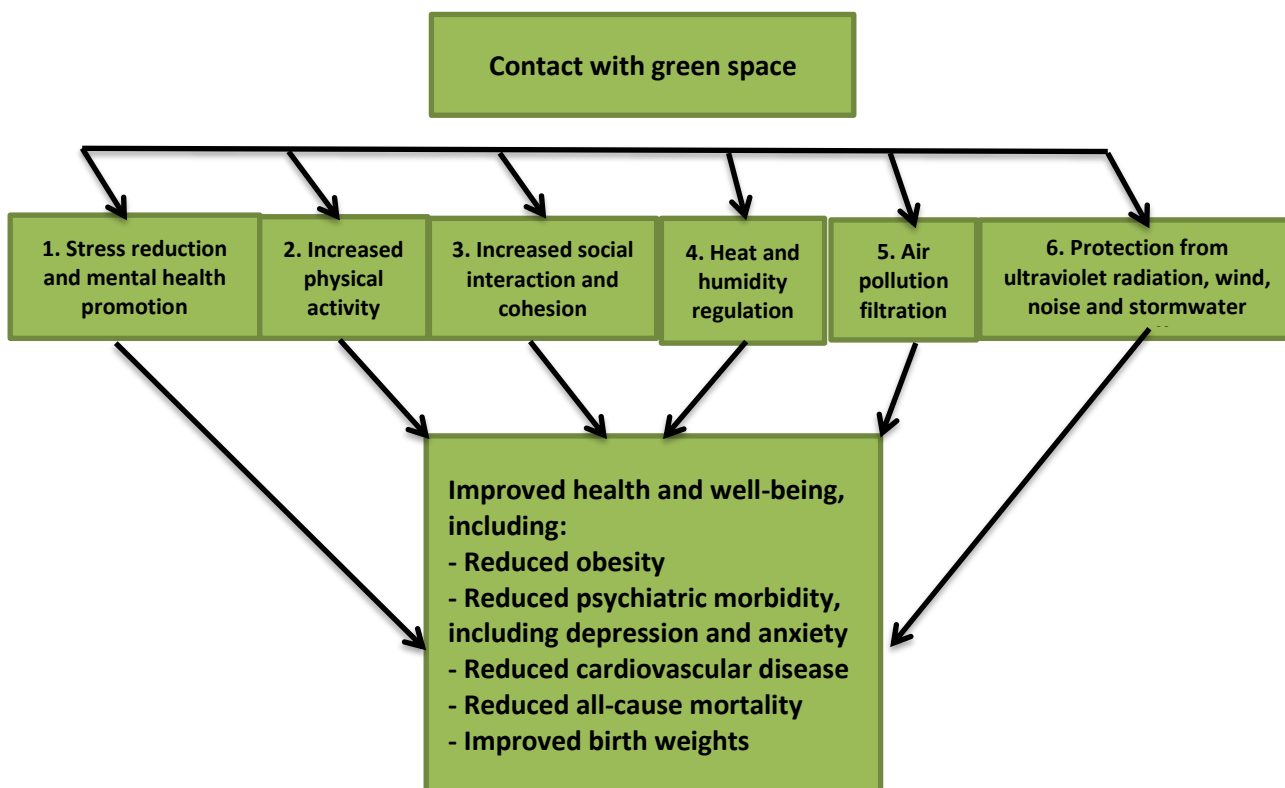 Contact with green space
1. Stress reduction
and mental health
promotion
2. Increased
physical
activity
3. Increased social
interaction and
cohesion
4. Heat and
humidity
regulation
5. Air
pollution
filtration
6. Protection from
ultraviolet radiation, wind,
noise and stormwater
Improved health and well-being,
including:
- Reduced obesity
- Reduced psychiatric morbidity,
including depression and anxiety
- Reduced cardiovascular disease
- Reduced all-cause mortality
- Improved birth weights